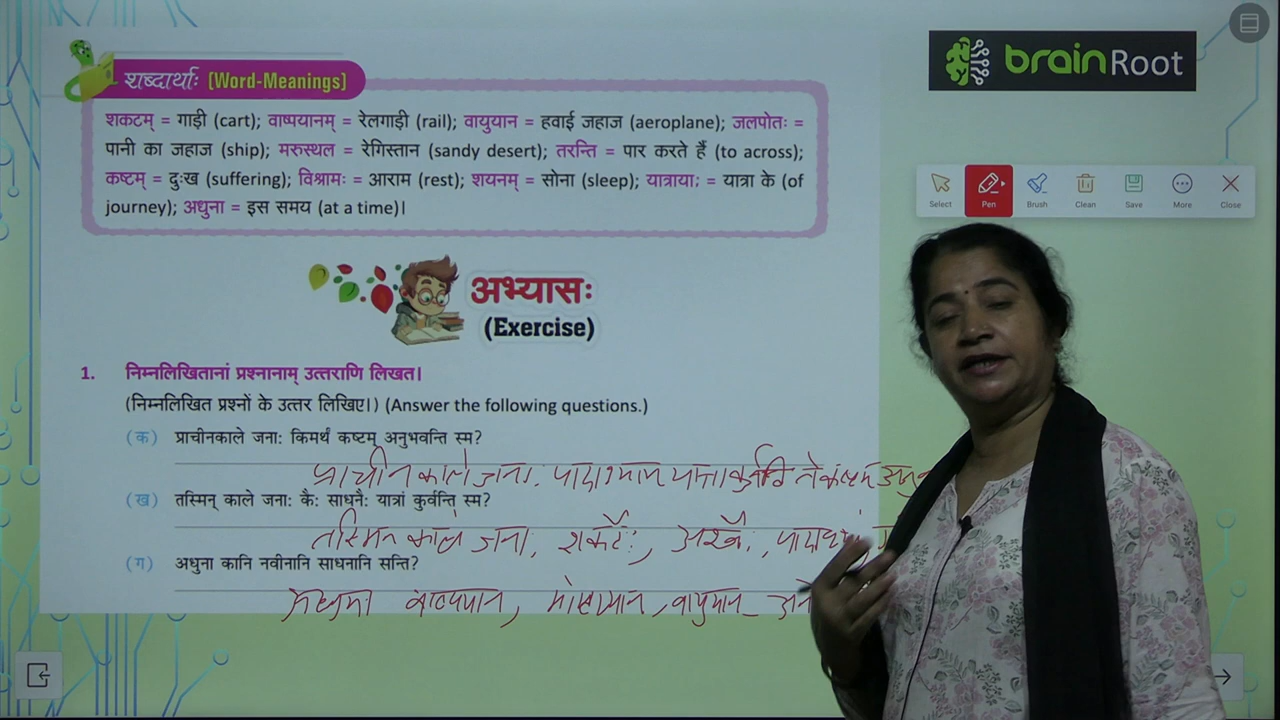 शब्दार्थाः (Word-Meanings)
brainRoot
शकटम् = गाड़ी (cart); वाष्पयानम् = रेलगाड़ी (rail); वायुयान = हवाई जहाज (aeroplane); जलपोतः =
पानी का जहाज (ship); मरुस्थल = रेगिस्तान (sandy desert); तरन्ति = पार करते हैं (to across);
कष्टम् = दुःख (suffering); विश्रामः = आराम (rest); शयनम् = सोना (sleep); यात्रायाः = यात्रा के (of
journey); अधुना = इस समय (at a time)।
Select Pen Brush Clean Save More Close
अभ्यासः
(Exercise)
1. निम्नलिखितानां प्रश्नानाम् उत्तराणि लिखत।
(निम्नलिखित प्रश्नों के उत्तर लिखिए।) (Answer the following questions.)
(क) प्राचीनकाले जनाः किमर्थं कष्टम् अनुभवन्ति स्म?
प्राचीन काले जनाः
(ख) तस्मिन् काले जनाः कैः साधनैः यात्रां कुर्वन्ति स्म?
तस्मिन काले जनाः शकटैः,
(ग) अधुना कानि नवीनानि साधनानि सन्ति?
वायुयान